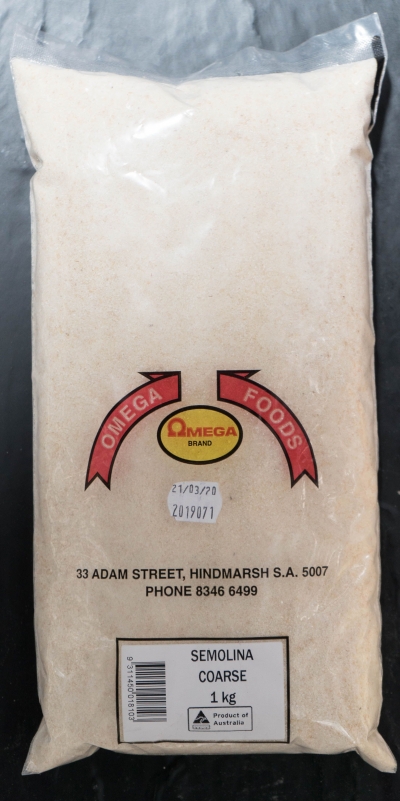 OMEGA FOODS
ΩMEGA
BRAND
21/03/20
2019071
33 ADAM STREET, HINDMARSH S.A. 5007
PHONE 8346 6499
SEMOLINA
COARSE
1 kg
Product of
Australia
9311450018103